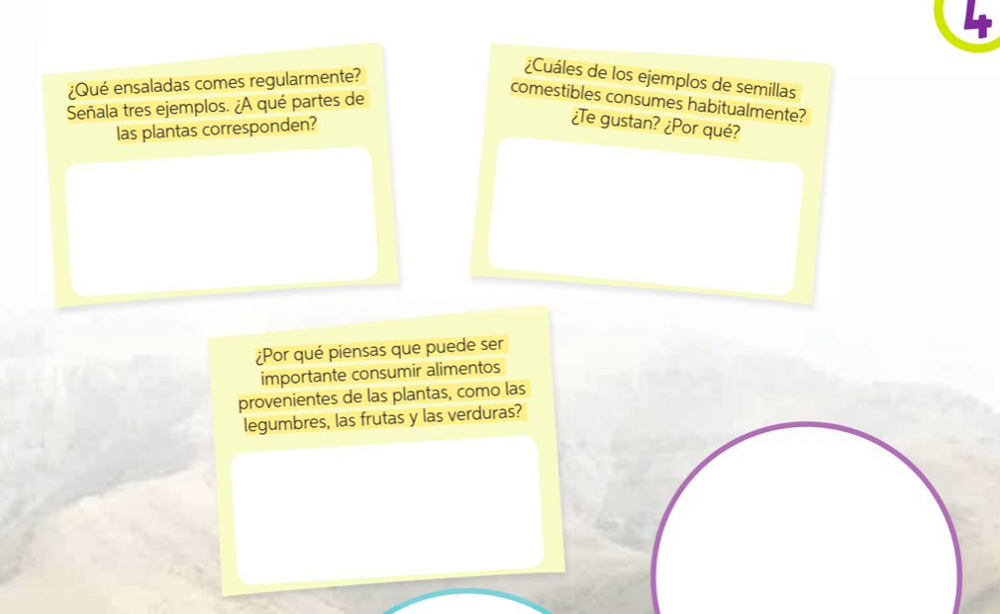 4
¿Qué ensaladas comes regularmente?
Señala tres ejemplos. ¿A qué partes de
las plantas corresponden?
¿Cuáles de los ejemplos de semillas
comestibles consumes habitualmente?
¿Te gustan? ¿Por qué?
¿Por qué piensas que puede ser
importante consumir alimentos
provenientes de las plantas, como las
legumbres, las frutas y las verduras?